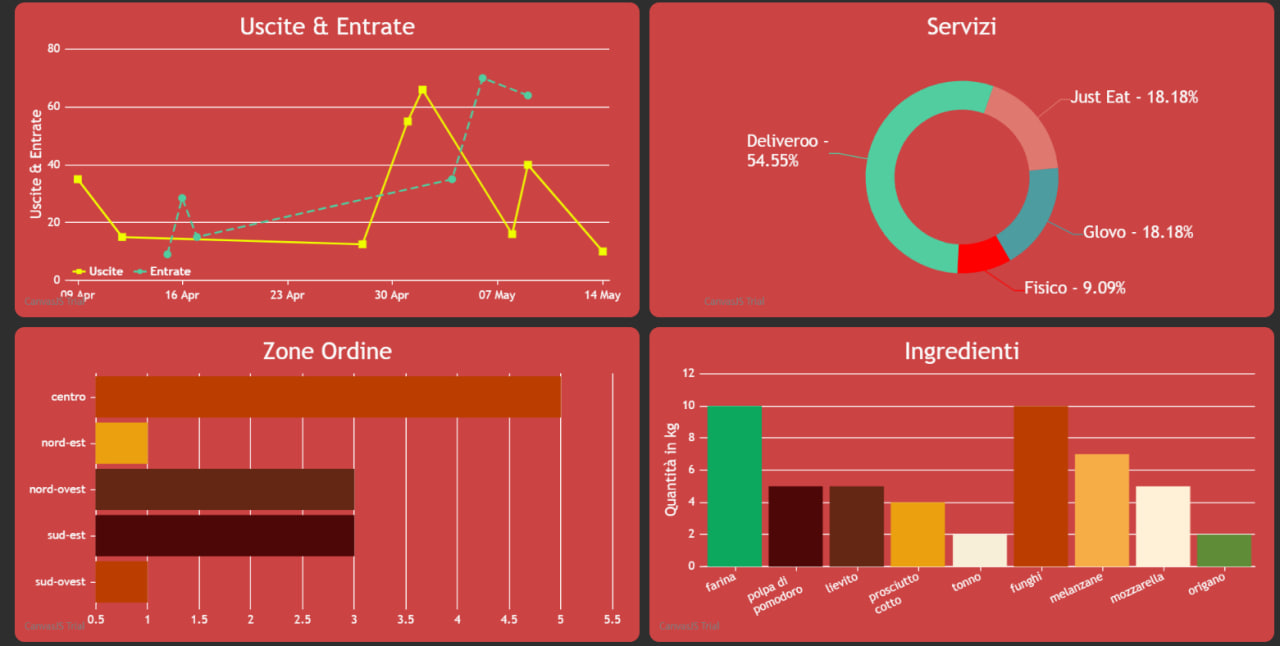 Uscite & Entrate
80
60
40
20
0
Uscite & Entrate
Uscite
Entrate
09 Apr
16 Apr
23 Apr
30 Apr
07 May
14 May
CanvasJS Trial
Servizi
Just Eat - 18.18%
Deliveroo -
54.55%
Glovo - 18.18%
Fisico - 9.09%
CanvasJS Trial
Zone Ordine
centro
nord-est
nord-ovest
sud-est
sud-ovest
0.5
1
1.5
2
2.5
3
3.5
4
4.5
5
5.5
CanvasJS Trial
Ingredienti
12
10
8
6
4
2
0
Quantità in kg
farina
polpa di
pomodoro
lievito
prosciutto
cotto
tonno
funghi
melanzane
mozzarella
origano
CanvasJS Trial